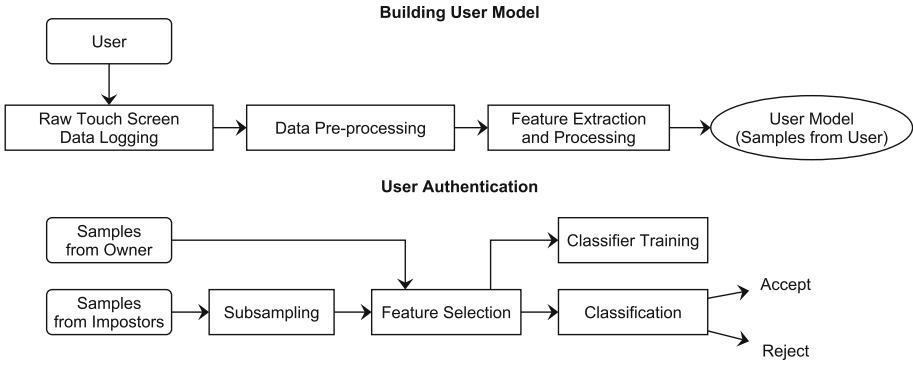 Building User Model
User
Raw Touch Screen
Data Logging
Data Pre-processing
Feature Extraction
and Processing
User Model
(Samples from User)
User Authentication
Samples
from Owner
Classifier Training
Samples
from Impostors
Subsampling
Feature Selection
Classification
Accept
Reject